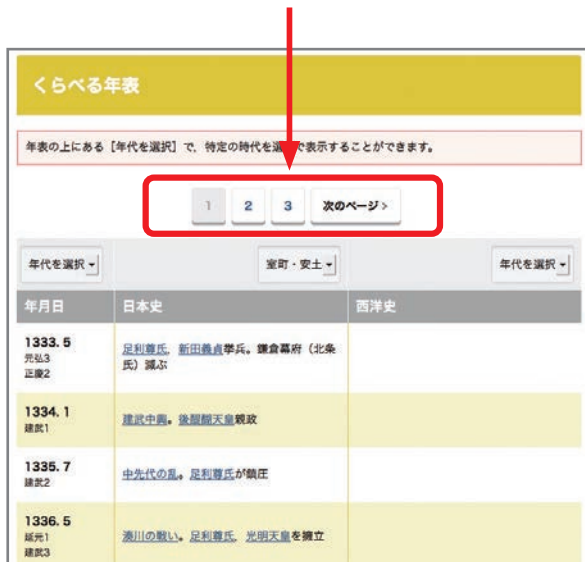 くらべる年表
年表の上にある［年代を選択］で、特定の時代を選んで表示することができます。
1 2 3 次のページ >
年代を選択 室町・安土 年代を選択
年月日 日本史 西洋史
1333. 5
元弘3
正慶2
足利尊氏，新田義貞挙兵。鎌倉幕府（北条
氏）滅ぶ
1334. 1
建武1
建武中興。後醍醐天皇親政
1335. 7
建武2
中先代の乱。足利尊氏が鎮圧
1336. 5
延元1
建武3
湊川の戦い。足利尊氏，光明天皇を擁立